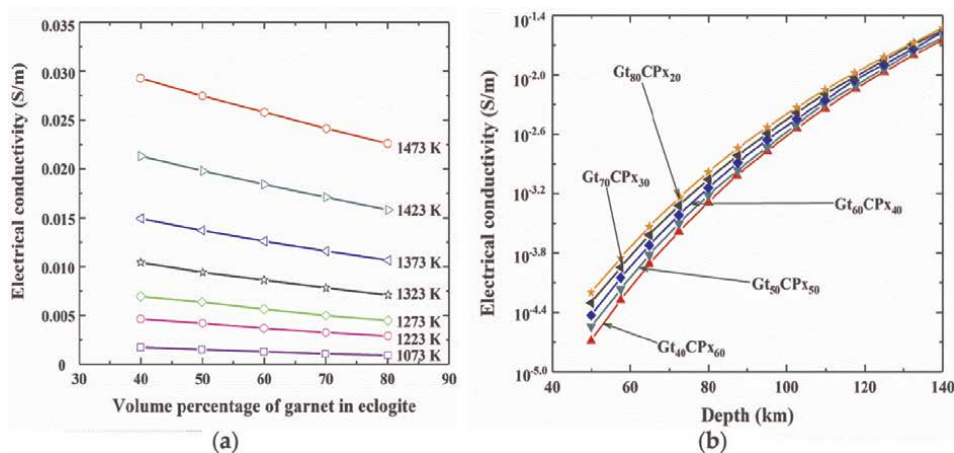 0.035
0.030
0.025
0.020
0.015
0.010
0.005
0
Electrical conductivity (S/m)
1473 K
1423 K
1373 K
1323 K
1273 K
1223 K
1073 K
30 40 50 60 70 80 90
Volume percentage of garnet in eclogite
(a)
10^-1.4
10^-2.0
10^-2.6
10^-3.2
10^-3.8
10^-4.4
10^-5.0
Electrical conductivity (S/m)
Gt80CPx20
Gt70CPx30
Gt60CPx40
Gt50CPx50
Gt40CPx60
40 60 80 100 120 140
Depth (km)
(b)